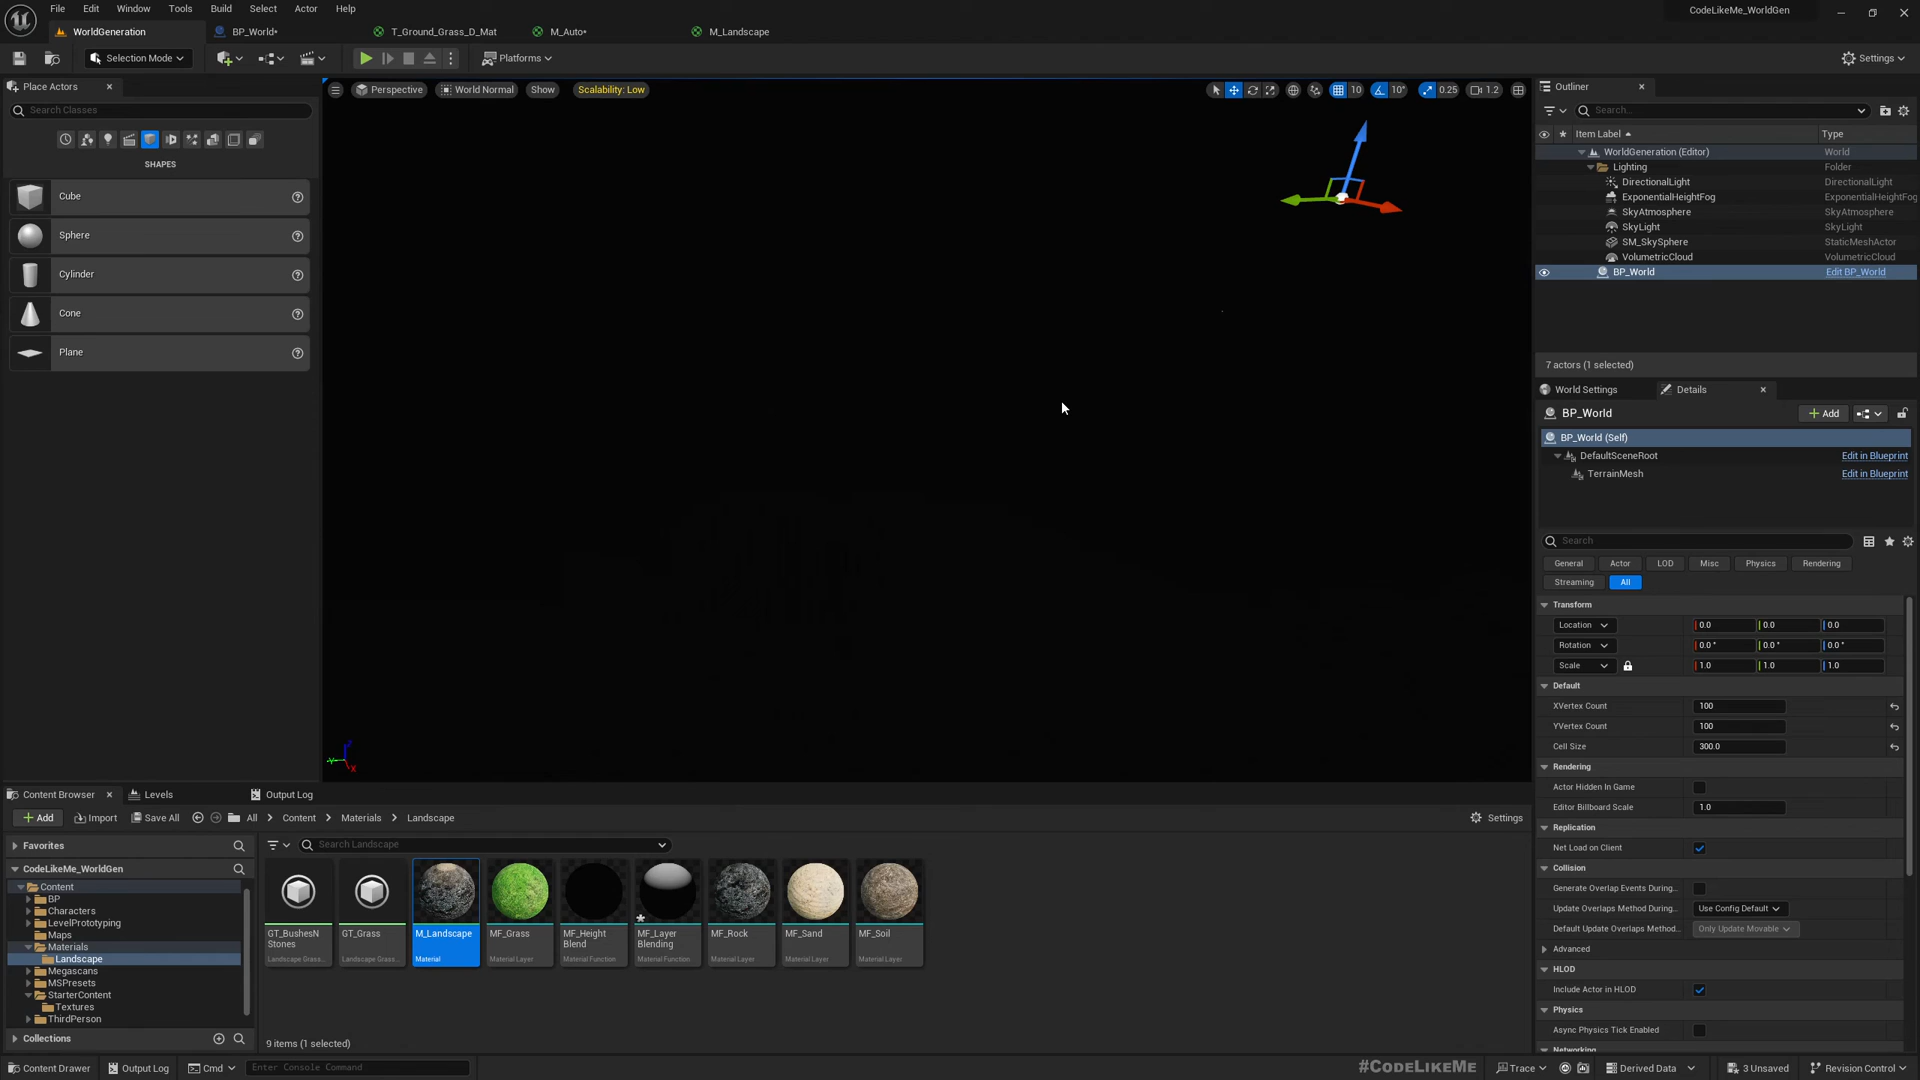 File Edit Window Tools Build Select Actor Help
CodeLikeMe_WorldGen
WorldGeneration BP_World* T_Ground_Grass_D_Mat M_Auto* M_Landscape
Selection Mode Platforms Settings
Place Actors
Search Classes
SHAPES
Cube
Sphere
Cylinder
Cone
Plane
Perspective World Normal Show Scalability: Low
10 10° 0.25 1.2
Outliner
Search...
Item Label Type
WorldGeneration (Editor) World
Lighting Folder
DirectionalLight DirectionalLight
ExponentialHeightFog ExponentialHeightFog
SkyAtmosphere SkyAtmosphere
SkyLight SkyLight
SM_SkySphere StaticMeshActor
VolumetricCloud VolumetricCloud
BP_World Edit BP_World
7 actors (1 selected)
World Settings Details
BP_World Add
BP_World (Self)
DefaultSceneRoot Edit in Blueprint
TerrainMesh Edit in Blueprint
Search
General Actor LOD Misc Physics Rendering
Streaming All
Transform
Location 0.0 0.0 0.0
Rotation 0.0° 0.0° 0.0°
Scale 1.0 1.0 1.0
Default
XVertex Count 100
YVertex Count 100
Cell Size 300.0
Rendering
Actor Hidden In Game
Editor Billboard Scale 1.0
Replication
Net Load on Client
Collision
Generate Overlap Events During...
Update Overlaps Method During... Use Config Default
Default Update Overlaps Method... Only Update Movable
Advanced
HLOD
Include Actor in HLOD
Physics
Async Physics Tick Enabled
Networking
Content Browser Levels Output Log
Add Import Save All All Content Materials Landscape Settings
Favorites
Search Landscape
CodeLikeMe_WorldGen
Content
BP
Characters
LevelPrototyping
Maps
Materials
Landscape
Megascans
MSPresets
StarterContent
Textures
ThirdPerson
Collections
GT_BushesN
Stones
Landscape Grass...
GT_Grass
Landscape Grass...
M_Landscape
Material
MF_Grass
Material Layer
MF_Height
Blend
Material Function
MF_Layer
Blending
Material Function
MF_Rock
Material Layer
MF_Sand
Material Layer
MF_Soil
Material Layer
9 items (1 selected)
Content Drawer Output Log Cmd Enter Console Command
#CODELIKEME
Trace Derived Data 3 Unsaved Revision Control
Z
Y
X